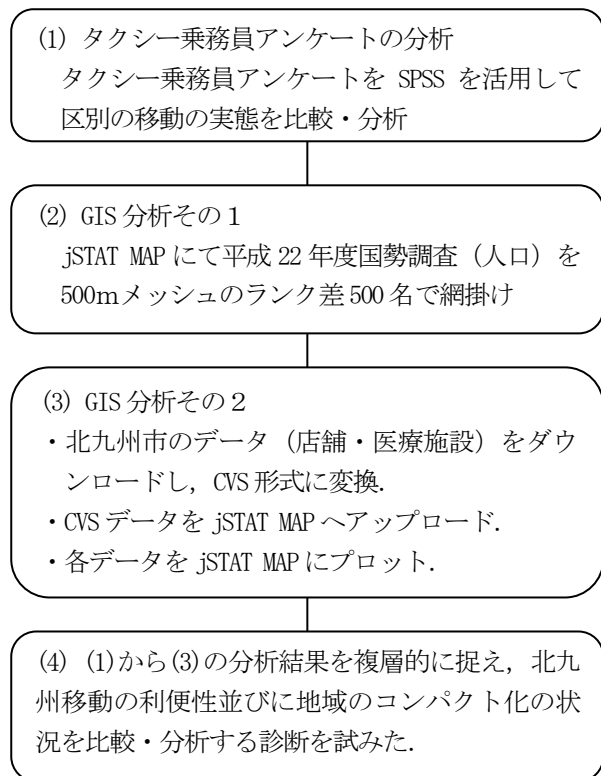 (1) タクシー乗務員アンケートの分析
タクシー乗務員アンケートを SPSS を活用して
区別の移動の実態を比較・分析
(2) GIS 分析その１
jSTAT MAP にて平成 22 年度国勢調査（人口）を
500ｍメッシュのランク差 500 名で網掛け
(3) GIS 分析その２
・北九州市のデータ（店舗・医療施設）をダウ
ンロードし，CVS 形式に変換．
・CVS データを jSTAT MAP へアップロード．
・各データを jSTAT MAP にプロット．
(4) (1)から(3)の分析結果を複層的に捉え，北九
州移動の利便性並びに地域のコンパクト化の状
況を比較・分析する診断を試みた．